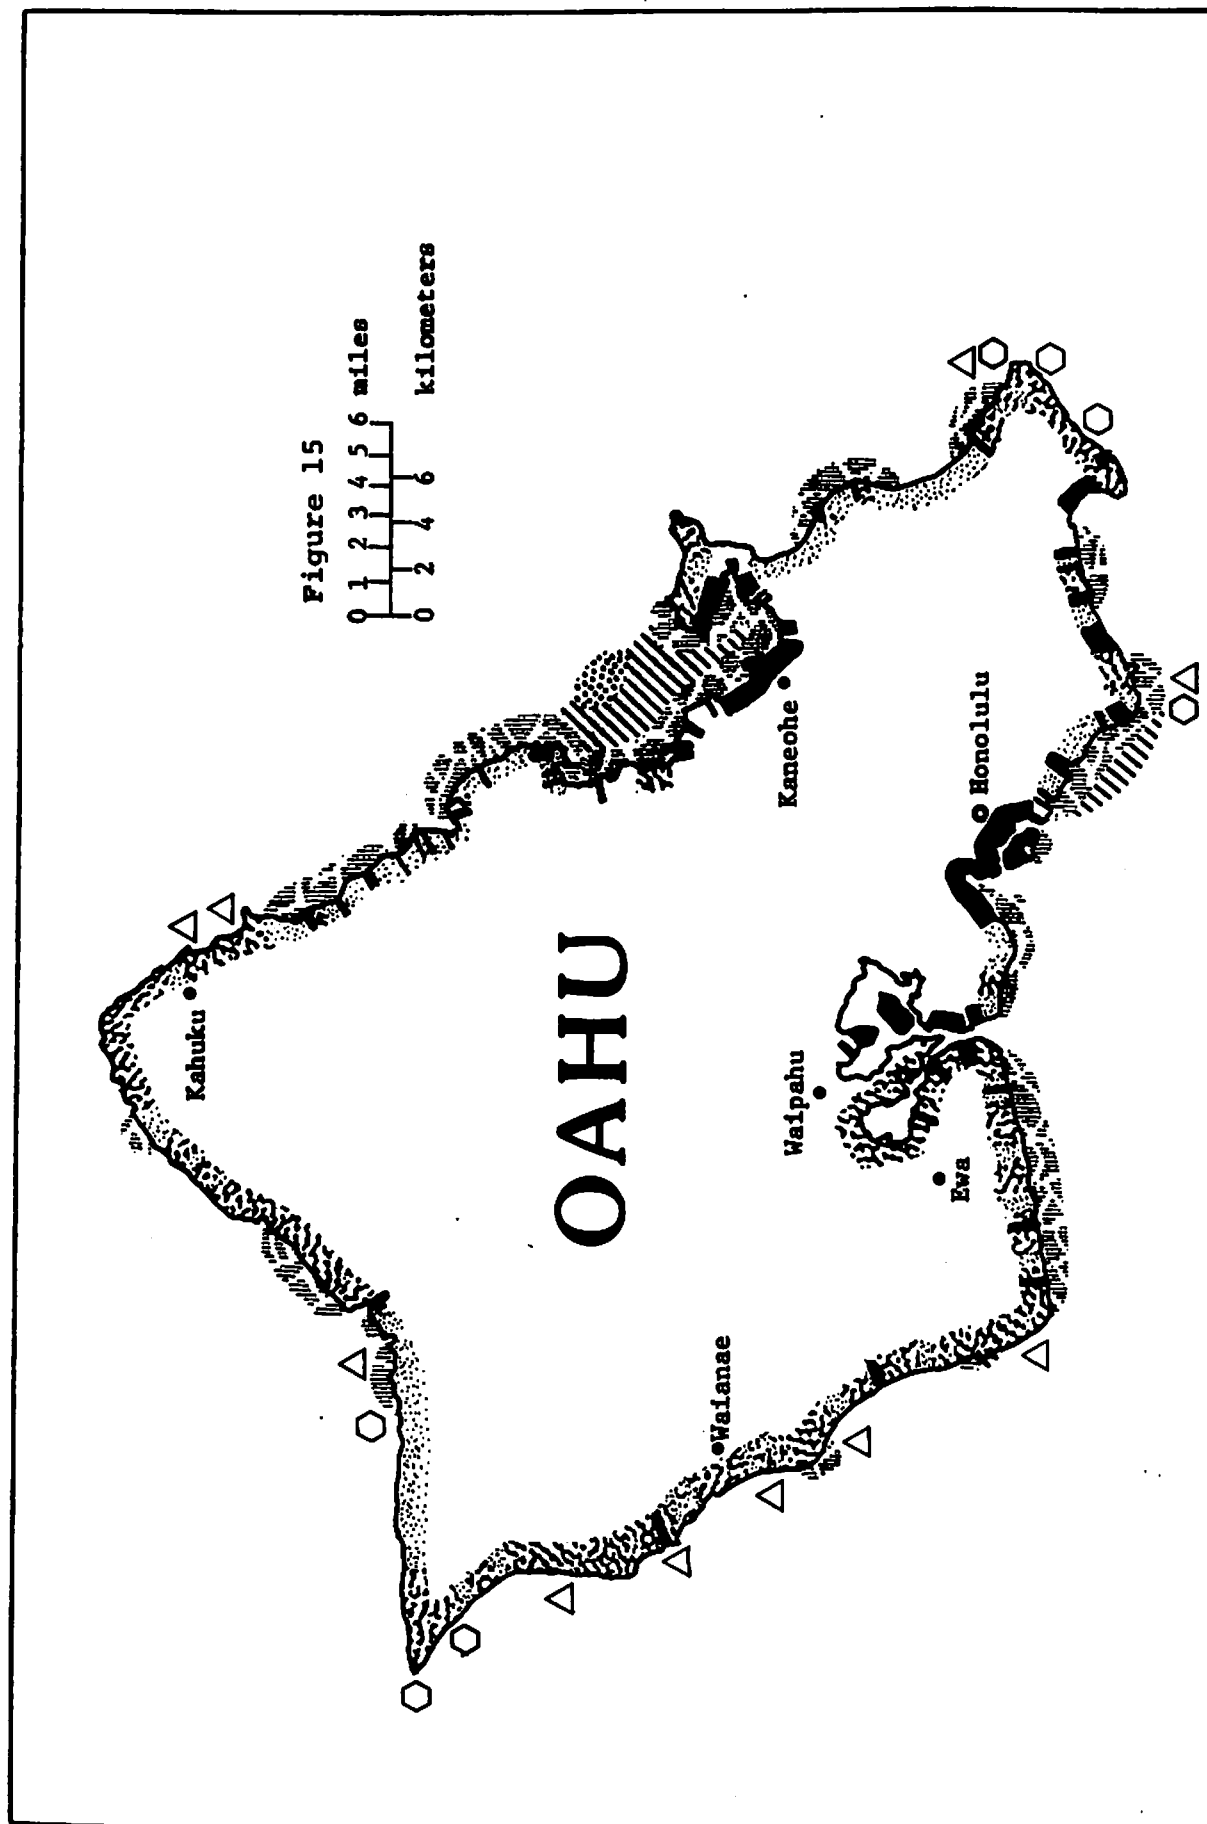 Figure 15
0 1 2 3 4 5 6 miles
0 2 4 6 kilometers
Kahuku
OAHU
Kaneohe
Waipahu
Honolulu
Ewa
Waianae